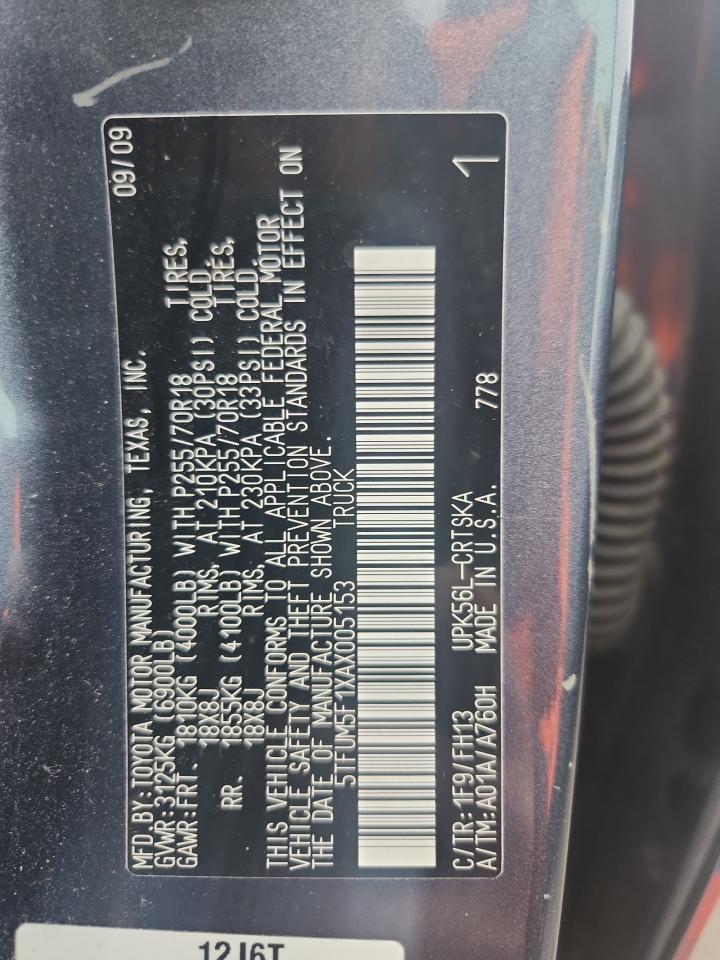 MFD.BY:TOYOTA MOTOR MANUFACTURING, TEXAS, INC. 09/09
GVWR:3125KG (6900LB)
GAWR:FRT 1810KG (4000LB) WITH P255/70R18 TIRES,
18X8J RIMS, AT 210KPA (30PSI) COLD.
RR. 1855KG (4100LB) WITH P255/70R18 TIRES,
18X8J RIMS, AT 230KPA (33PSI) COLD.
THIS VEHICLE CONFORMS TO ALL APPLICABLE FEDERAL MOTOR
VEHICLE SAFETY AND THEFT PREVENTION STANDARDS IN EFFECT ON
THE DATE OF MANUFACTURE SHOWN ABOVE.
5TFUM5F1XAX005153 TRUCK
C/TR:1F9/FH13 UPK56L-CRTSKA
A/TM:A01A/A760H MADE IN U.S.A. 778 1
12J6T